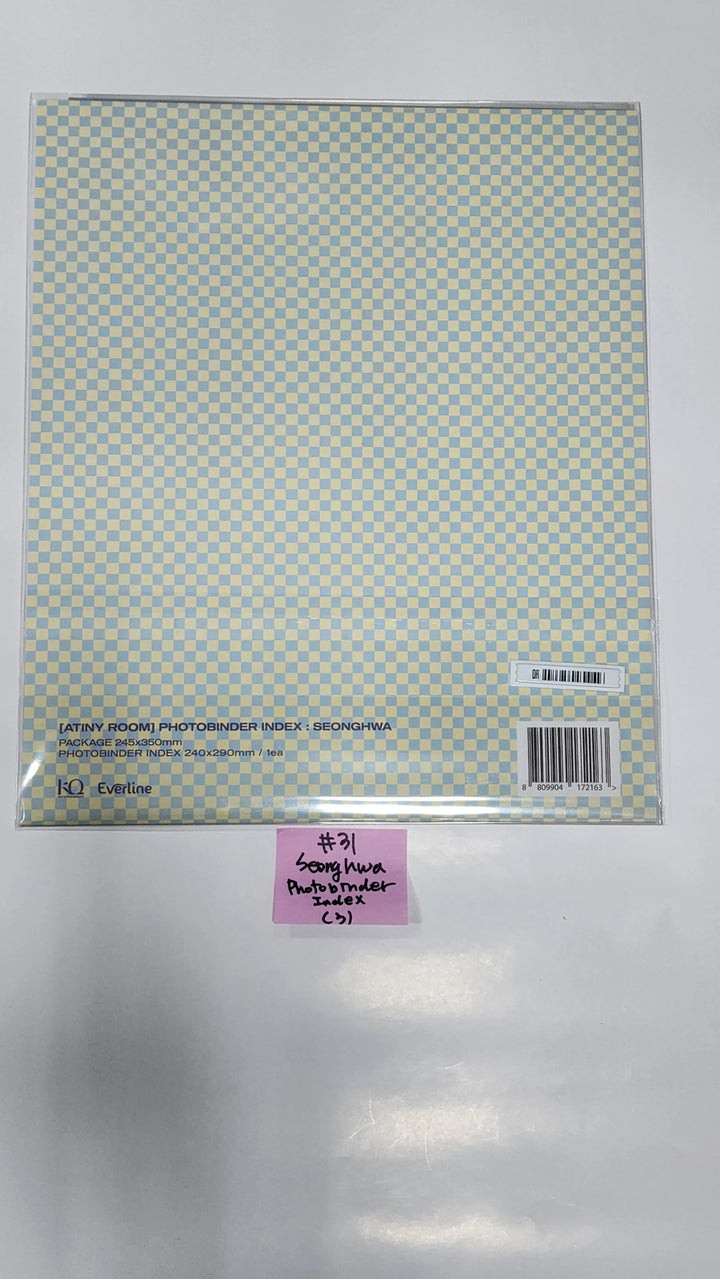 QR
[ATINY ROOM] PHOTOBINDER INDEX : SEONGHWA
PACKAGE 245x350mm
PHOTOBINDER INDEX 240x290mm / 1ea
KQ Everline
8 809904 172163 >
#31
Seonghwa
Photobinder
Index
(3)